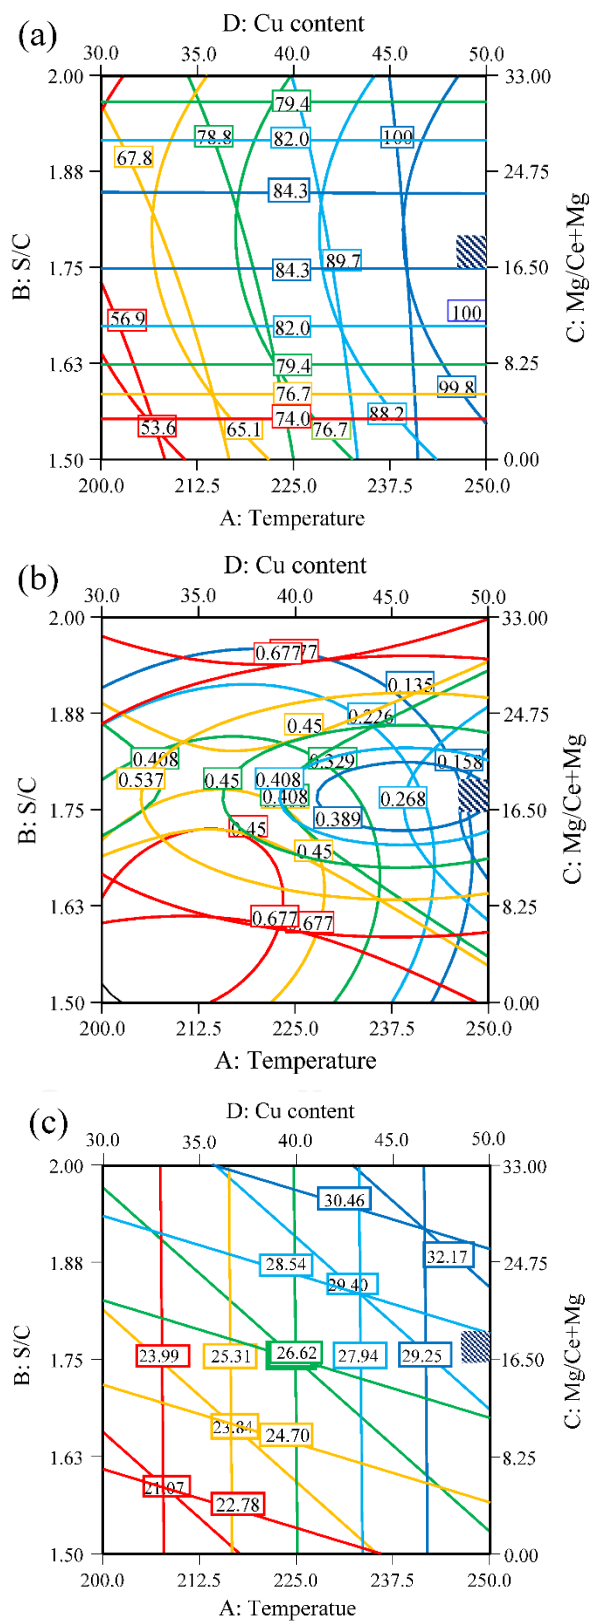 (a)
D: Cu content
30.0 35.0 40.0 45.0 50.0
2.00 33.00
79.4
78.8 82.0 100
67.8
1.88 24.75
84.3
B: S/C
C: Mg/Ce+Mg
89.7
1.75 84.3 16.50
56.9 82.0 100
1.63 79.4 8.25
76.7 99.8
74.0 88.2
53.6 65.1 76.7
1.50 0.00
200.0 212.5 225.0 237.5 250.0
A: Temperature
(b)
D: Cu content
30.0 35.0 40.0 45.0 50.0
2.00 33.00
0.677
0.135
1.88 0.45 0.226 24.75
0.408 0.329 0.158
B: S/C
C: Mg/Ce+Mg
0.537 0.45 0.408
1.75 0.408 0.268 16.50
0.45 0.389
0.45
1.63 0.677 0.677 8.25
1.50 0.00
200.0 212.5 225.0 237.5 250.0
A: Temperature
(c)
D: Cu content
30.0 35.0 40.0 45.0 50.0
2.00 33.00
30.46
1.88 28.54 32.17 24.75
29.40
B: S/C
C: Mg/Ce+Mg
1.75 23.99 25.31 26.62 27.94 29.25 16.50
23.84 24.70
1.63 8.25
21.07 22.78
1.50 0.00
200.0 212.5 225.0 237.5 250.0
A: Temperatue